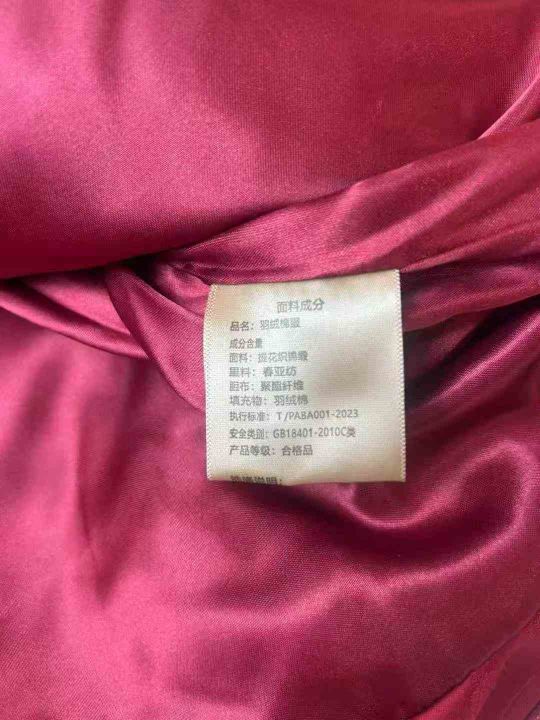 面料成分
品名：羽绒棉服
成分含量
面料：提花织锦缎
里料：春亚纺
胆布：聚酯纤维
填充物：羽绒棉
执行标准：T/PABA001-2023
安全类别：GB18401-2010C类
产品等级：合格品